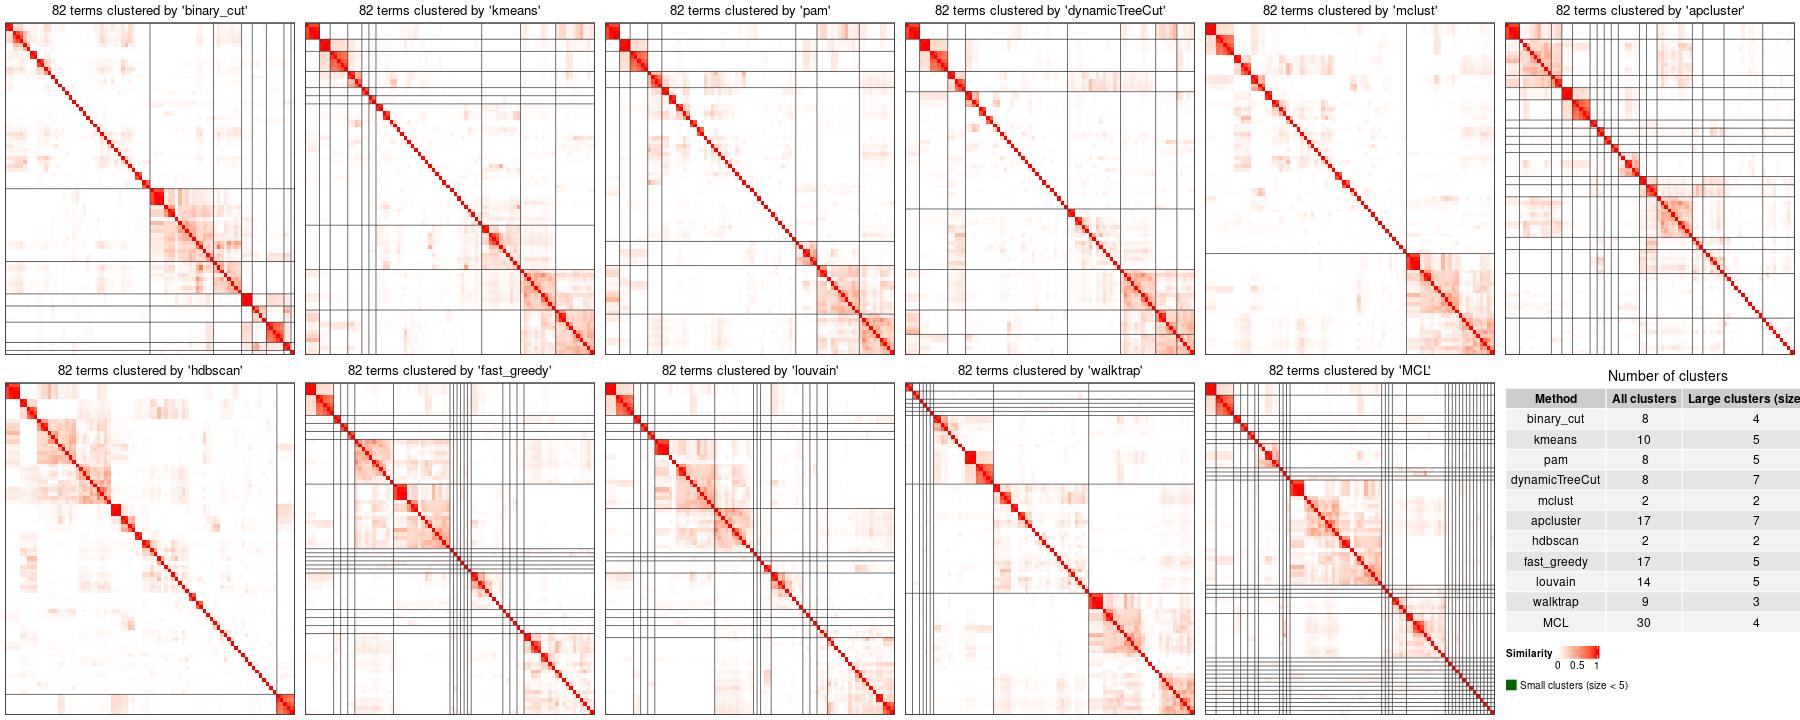 82 terms clustered by 'binary_cut'
82 terms clustered by 'kmeans'
82 terms clustered by 'pam'
82 terms clustered by 'dynamicTreeCut'
82 terms clustered by 'mclust'
82 terms clustered by 'apcluster'
82 terms clustered by 'hdbscan'
82 terms clustered by 'fast_greedy'
82 terms clustered by 'louvain'
82 terms clustered by 'walktrap'
82 terms clustered by 'MCL'
Number of clusters
Method All clusters Large clusters (size
binary_cut 8 4
kmeans 10 5
pam 8 5
dynamicTreeCut 8 7
mclust 2 2
apcluster 17 7
hdbscan 2 2
fast_greedy 17 5
louvain 14 5
walktrap 9 3
MCL 30 4
Similarity
0 0.5 1
Small clusters (size < 5)